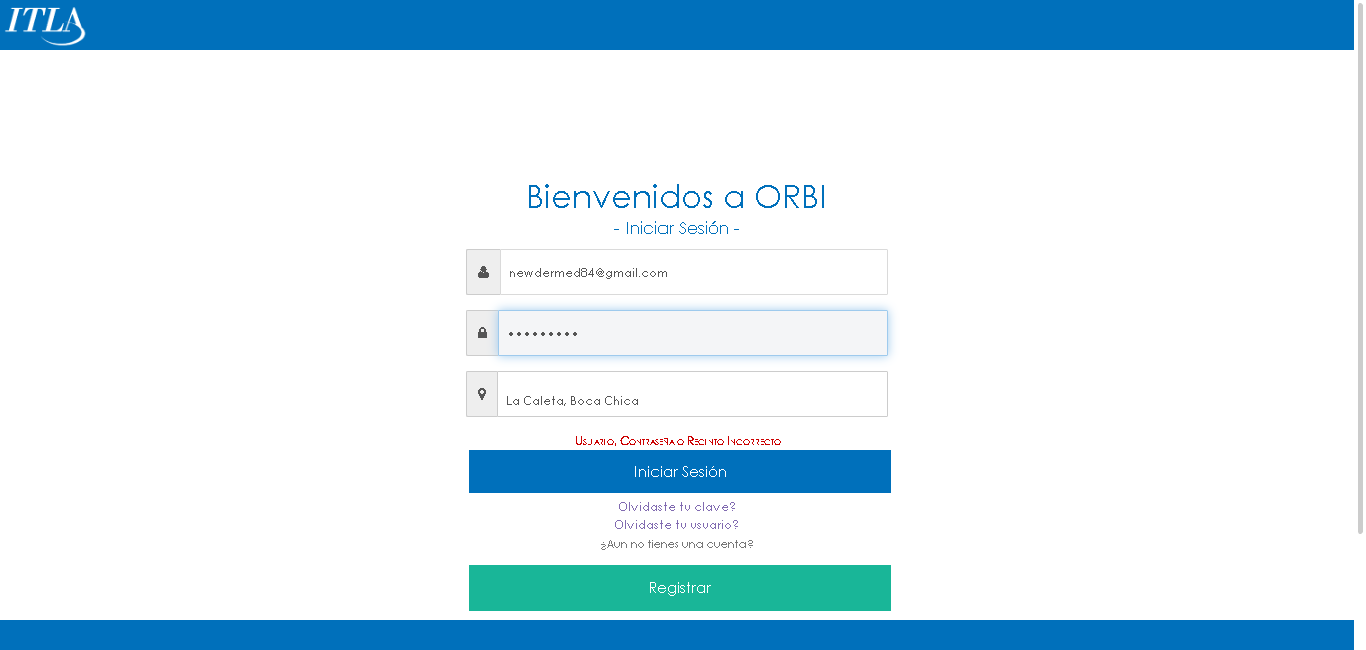 ITLA
Bienvenidos a ORBI
- Iniciar Sesión -
newdermed84@gmail.com
•••••••••
La Caleta, Boca Chica
Usuario, Contraseña o Recinto Incorrecto
Iniciar Sesión
Olvidaste tu clave?
Olvidaste tu usuario?
¿Aun no tienes una cuenta?
Registrar